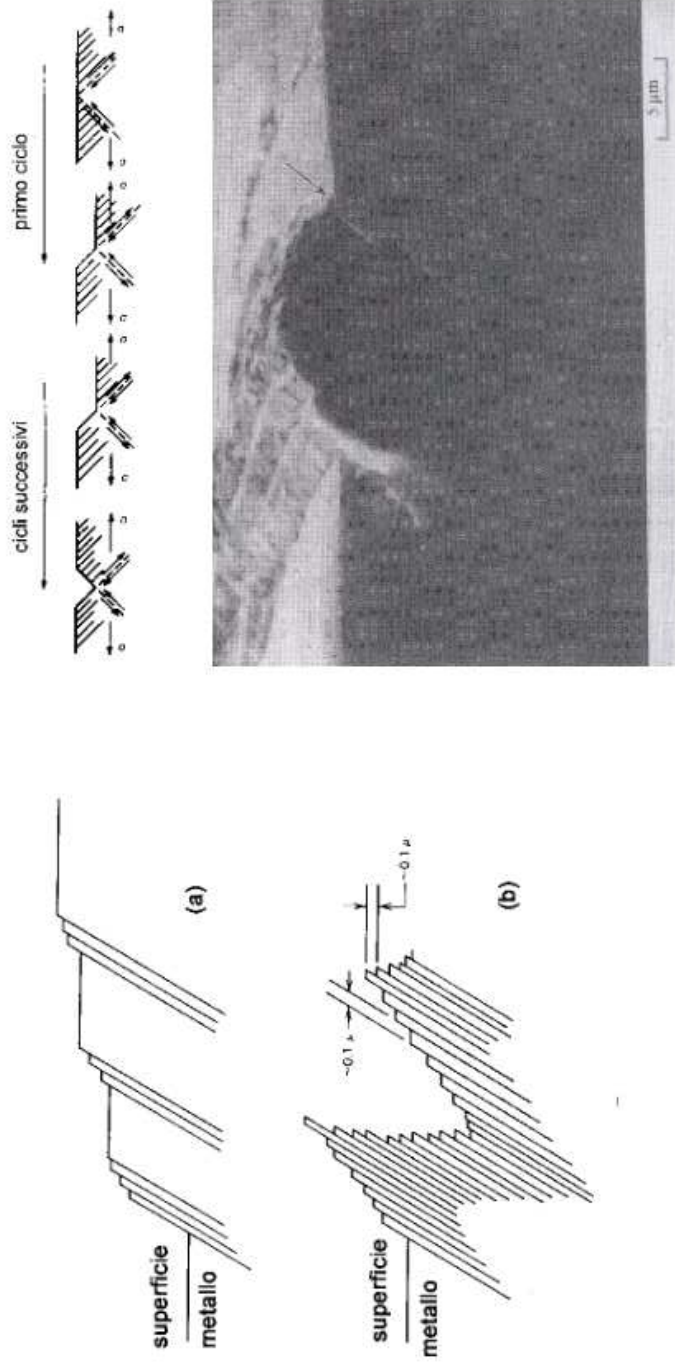 primo ciclo
cicli successivi
σ σ
σ σ
σ σ
σ σ
5 µm
superficie
metallo
(a)
superficie
metallo
~0.1 µ
~0.1 µ
(b)